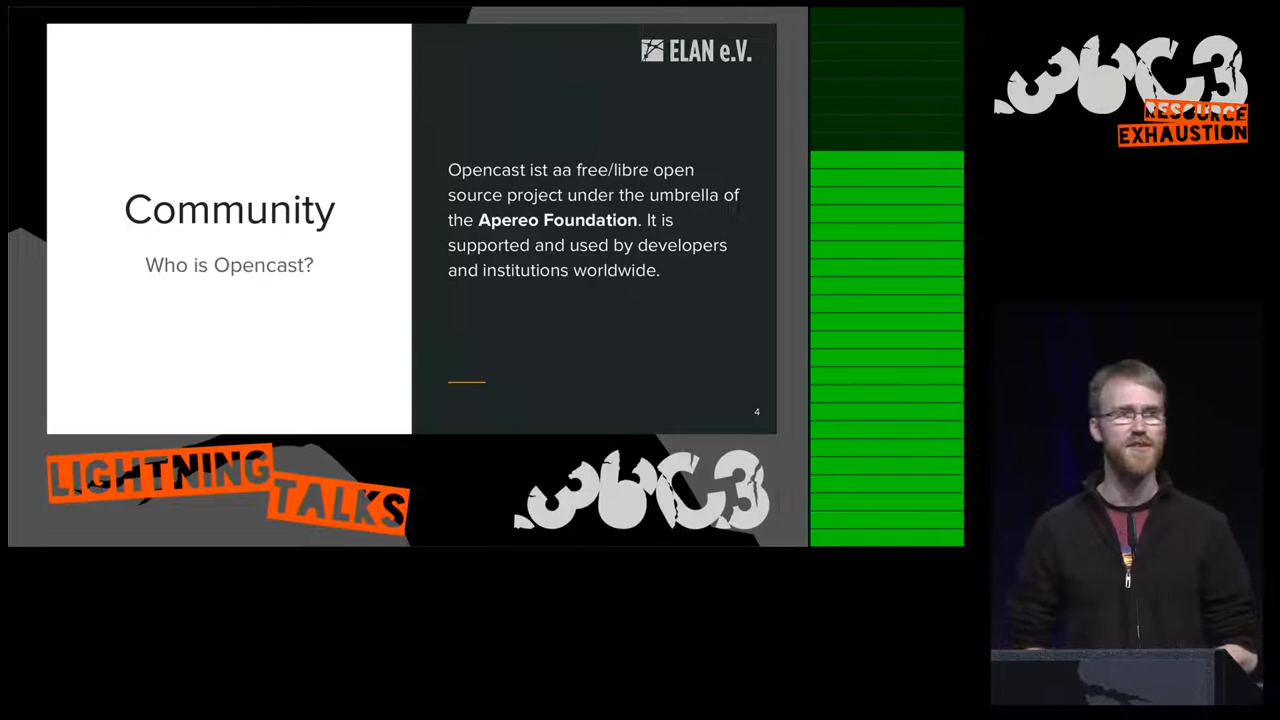 ELAN e.V.
Community
Who is Opencast?
Opencast ist aa free/libre open
source project under the umbrella of
the Apereo Foundation. It is
supported and used by developers
and institutions worldwide.
4
LIGHTNING
TALKS
36C3
36C3
RESOURCE
EXHAUSTION